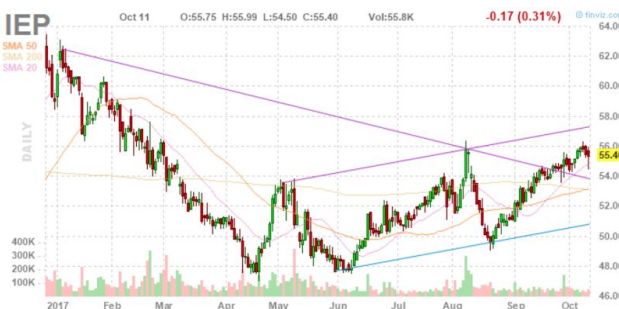 IEP Oct 11 O:55.75 H:55.99 L:54.50 C:55.40 Vol:55.8K -0.17 (0.31%) © finviz.com
SMA 50
SMA 200
SMA 20
DAILY
64.00
62.00
60.00
58.00
56.00
55.40
54.00
52.00
50.00
48.00
46.00
400K
300K
200K
100K
2017 Feb Mar Apr May Jun Jul Aug Sep Oct